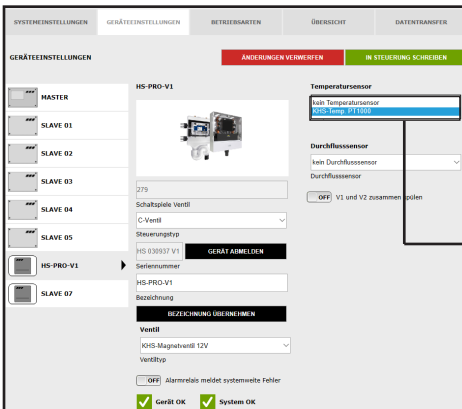 SYSTEMEINSTELLUNGEN
GERÄTEEINSTELLUNGEN
BETRIEBSARTEN
ÜBERSICHT
DATENTRANSFER
GERÄTEEINSTELLUNGEN
ÄNDERUNGEN VERWERFEN
IN STEUERUNG SCHREIBEN
MASTER
SLAVE 01
SLAVE 02
SLAVE 03
SLAVE 04
SLAVE 05
HS-PRO-V1
SLAVE 07
HS-PRO-V1
279
Schaltspiele Ventil
C-Ventil
Steuerungstyp
HS 030937 V1
GERÄT ABMELDEN
Seriennummer
HS-PRO-V1
Bezeichnung
BEZEICHNUNG ÜBERNEHMEN
Ventil
KHS-Magnetventil 12V
Ventiltyp
OFF Alarmrelais meldet systemweite Fehler
Gerät OK
System OK
Temperatursensor
kein Temperatursensor
KHS-Temp. PT1000
Durchflusssensor
kein Durchflusssensor
Durchflusssensor
OFF V1 und V2 zusammen spülen